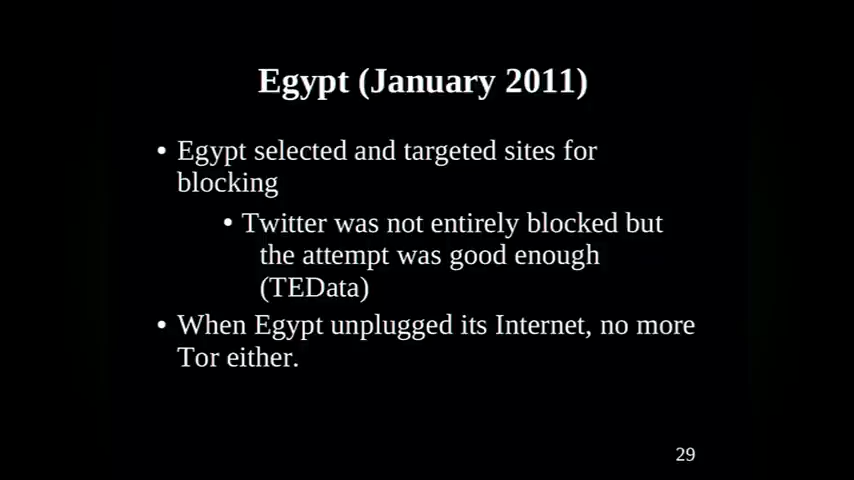 Egypt (January 2011)
• Egypt selected and targeted sites for
blocking
• Twitter was not entirely blocked but
the attempt was good enough
(TEData)
• When Egypt unplugged its Internet, no more
Tor either.
29